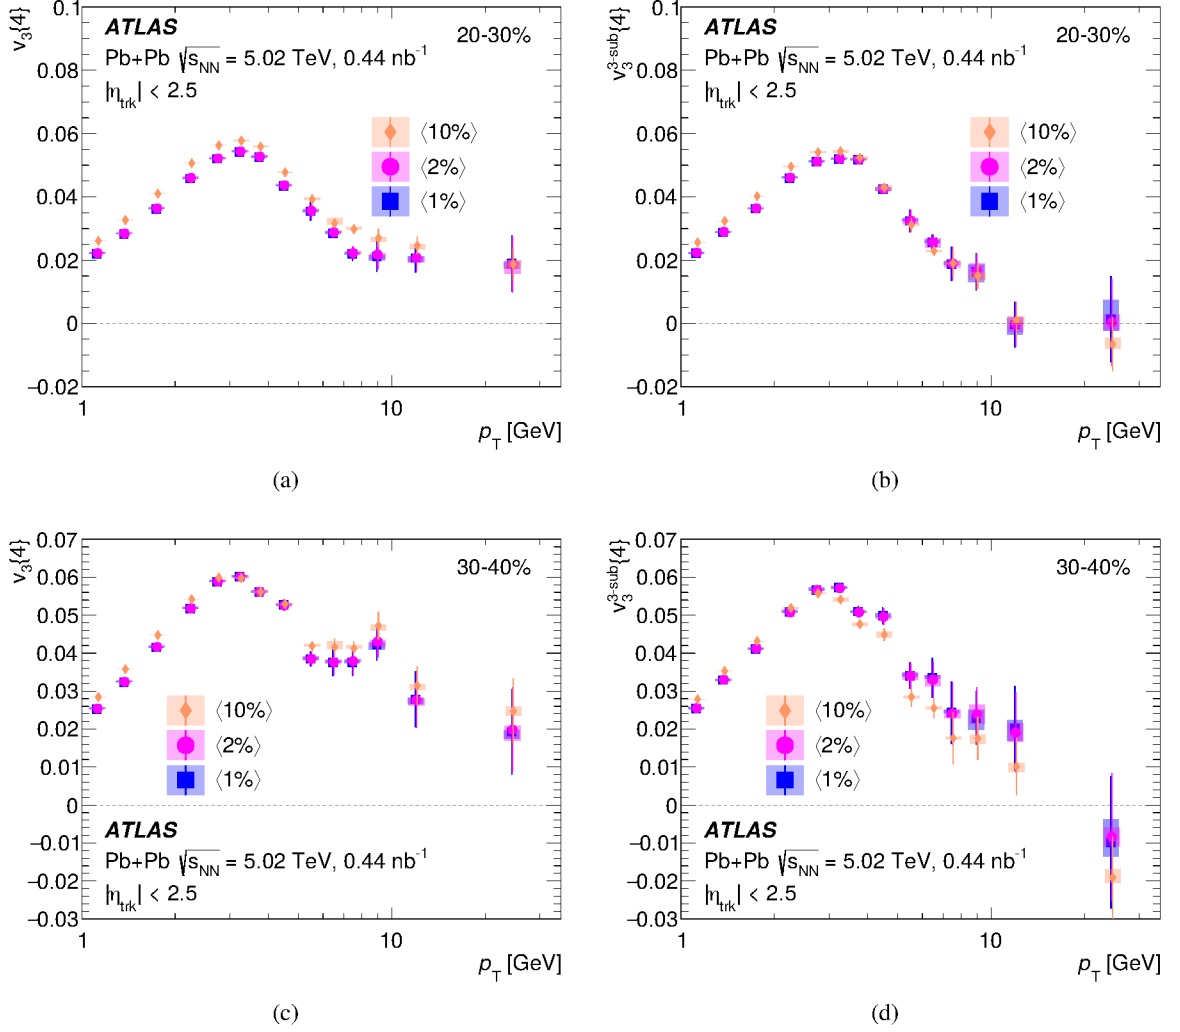 v₃{4}
0.1
0.08
0.06
0.04
0.02
0
−0.02
ATLAS
20-30%
Pb+Pb √sNN = 5.02 TeV, 0.44 nb⁻¹
|ηtrk| < 2.5
⟨10%⟩
⟨2%⟩
⟨1%⟩
1
10
pT [GeV]
(a)
v₃³⁻ˢᵘᵇ{4}
0.1
0.08
0.06
0.04
0.02
0
−0.02
ATLAS
20-30%
Pb+Pb √sNN = 5.02 TeV, 0.44 nb⁻¹
|ηtrk| < 2.5
⟨10%⟩
⟨2%⟩
⟨1%⟩
1
10
pT [GeV]
(b)
v₃{4}
0.07
0.06
0.05
0.04
0.03
0.02
0.01
0
−0.01
−0.02
−0.03
30-40%
⟨10%⟩
⟨2%⟩
⟨1%⟩
ATLAS
Pb+Pb √sNN = 5.02 TeV, 0.44 nb⁻¹
|ηtrk| < 2.5
1
10
pT [GeV]
(c)
v₃³⁻ˢᵘᵇ{4}
0.07
0.06
0.05
0.04
0.03
0.02
0.01
0
−0.01
−0.02
−0.03
30-40%
⟨10%⟩
⟨2%⟩
⟨1%⟩
ATLAS
Pb+Pb √sNN = 5.02 TeV, 0.44 nb⁻¹
|ηtrk| < 2.5
1
10
pT [GeV]
(d)